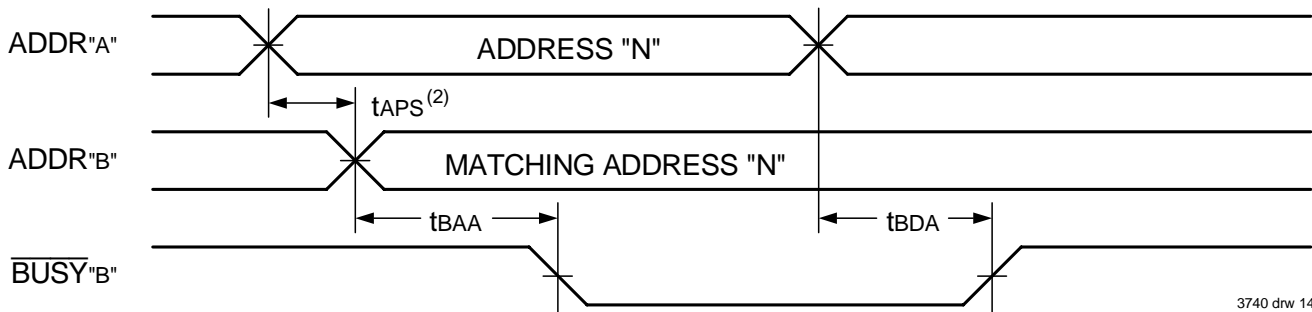 ADDR"A"
ADDRESS "N"
tAPS(2)
ADDR"B"
MATCHING ADDRESS "N"
tBAA
tBDA
BUSY"B"
3740 drw 14